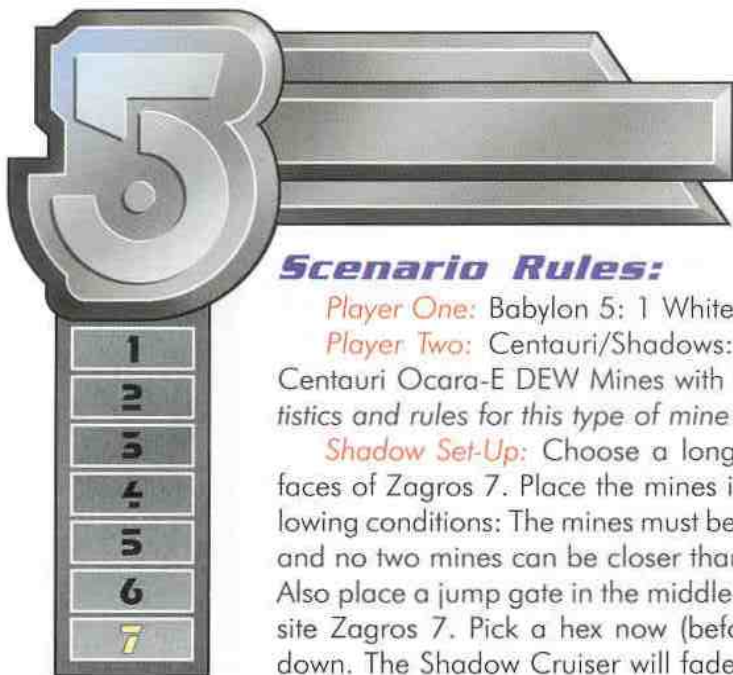 5
Scenario Rules:
Player One: Babylon 5: 1 White
Player Two: Centauri/Shadows:
Centauri Ocara-E DEW Mines with
tistics and rules for this type of mine
Shadow Set-Up: Choose a long
faces of Zagros 7. Place the mines i
lowing conditions: The mines must be
and no two mines can be closer than
Also place a jump gate in the middle
site Zagros 7. Pick a hex now (befo
down. The Shadow Cruiser will fade
1
2
3
4
5
6
7